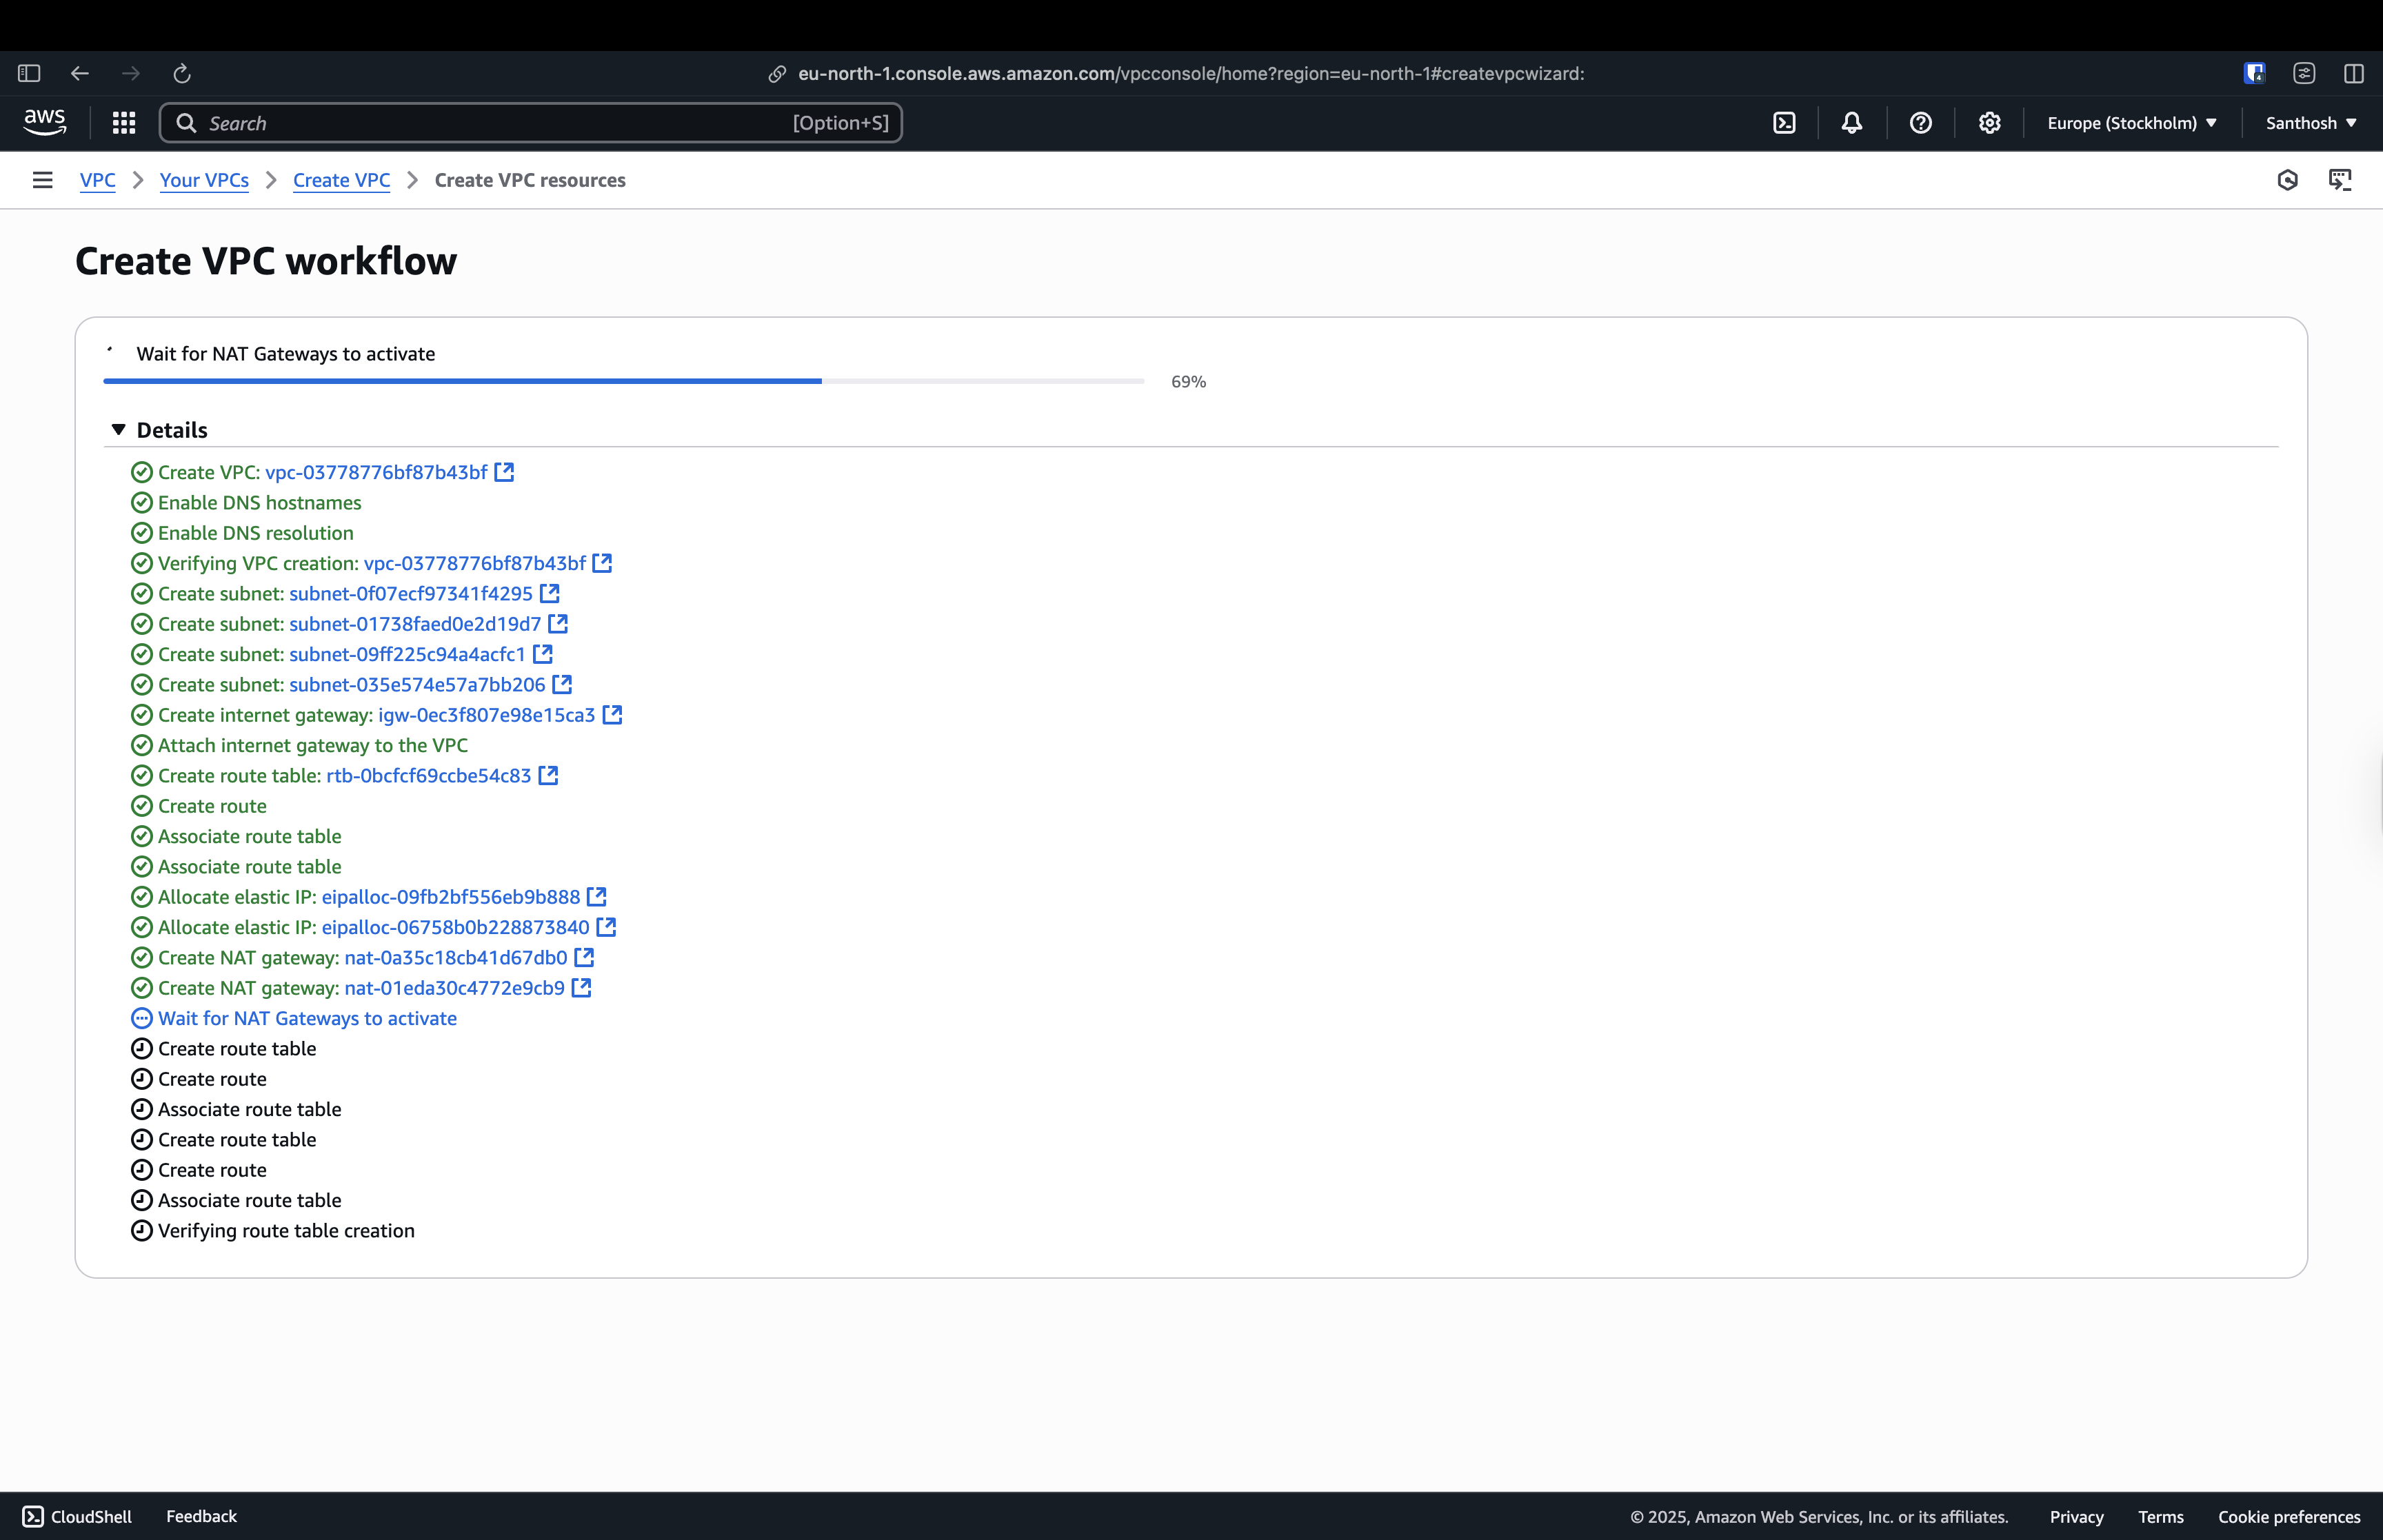 eu-north-1.console.aws.amazon.com/vpcconsole/home?region=eu-north-1#createvpcwizard:
4
aws
Search
[Option+S]
Europe (Stockholm)
Santhosh
VPC
Your VPCs
Create VPC
Create VPC resources
Create VPC workflow
Wait for NAT Gateways to activate
69%
Details
Create VPC: vpc-03778776bf87b43bf
Enable DNS hostnames
Enable DNS resolution
Verifying VPC creation: vpc-03778776bf87b43bf
Create subnet: subnet-0f07ecf97341f4295
Create subnet: subnet-01738faed0e2d19d7
Create subnet: subnet-09ff225c94a4acfc1
Create subnet: subnet-035e574e57a7bb206
Create internet gateway: igw-0ec3f807e98e15ca3
Attach internet gateway to the VPC
Create route table: rtb-0bcfcf69ccbe54c83
Create route
Associate route table
Associate route table
Allocate elastic IP: eipalloc-09fb2bf556eb9b888
Allocate elastic IP: eipalloc-06758b0b228873840
Create NAT gateway: nat-0a35c18cb41d67db0
Create NAT gateway: nat-01eda30c4772e9cb9
Wait for NAT Gateways to activate
Create route table
Create route
Associate route table
Create route table
Create route
Associate route table
Verifying route table creation
CloudShell
Feedback
© 2025, Amazon Web Services, Inc. or its affiliates.
Privacy
Terms
Cookie preferences